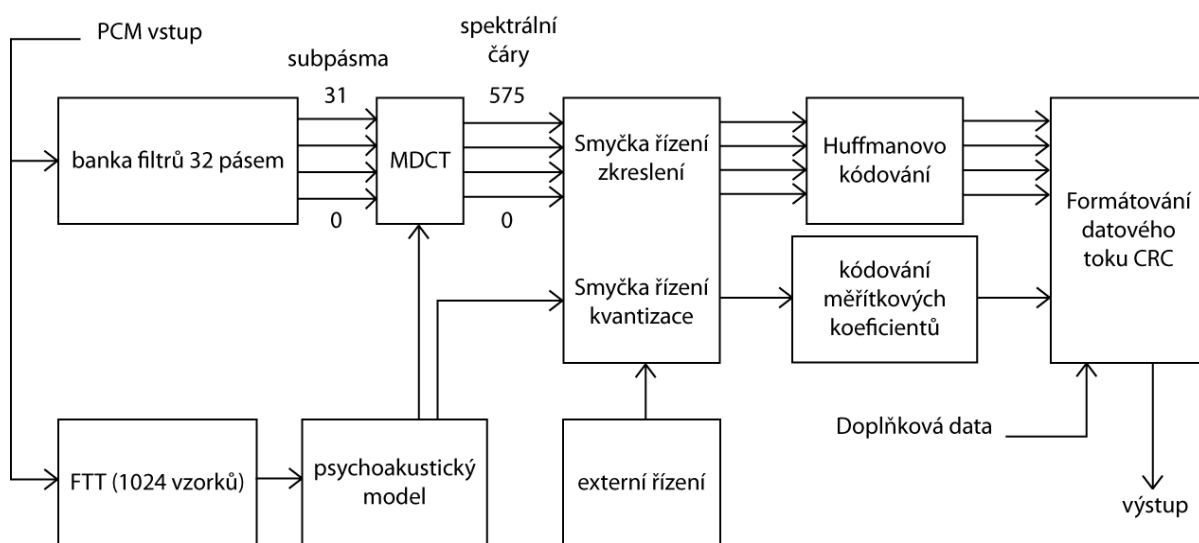 PCM vstup
subpásma
spektrální
čáry
31
575
banka filtrů 32 pásem
MDCT
0
0
Smyčka řízení
zkreslení
Smyčka řízení
kvantizace
Huffmanovo
kódování
kódování
měřítkových
koeficientů
Formátování
datového
toku CRC
FTT (1024 vzorků)
psychoakustický
model
externí řízení
Doplňková data
výstup